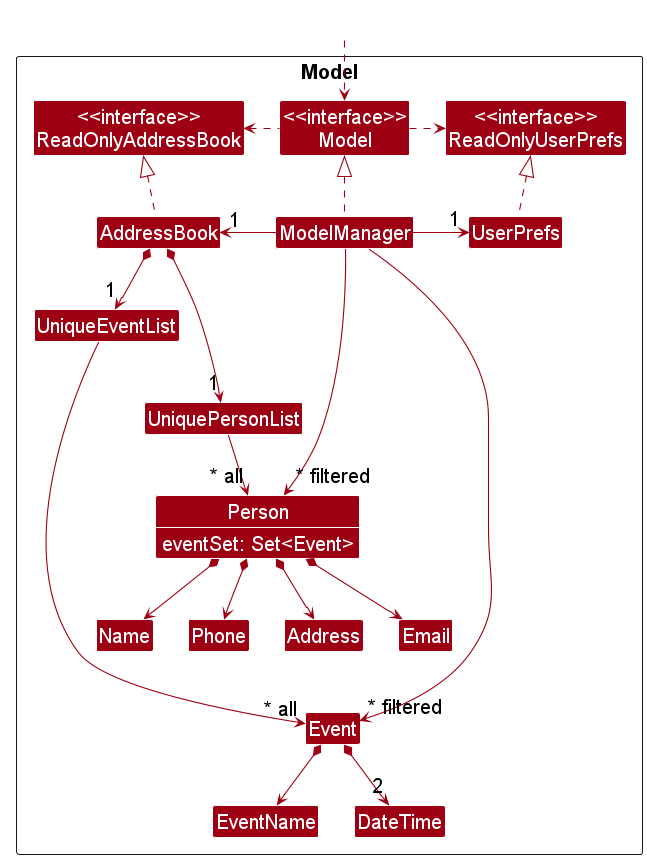 Model
<<interface>>
ReadOnlyAddressBook
<<interface>>
Model
<<interface>>
ReadOnlyUserPrefs
1
1
AddressBook
ModelManager
UserPrefs
1
UniqueEventList
1
UniquePersonList
* all
* filtered
Person
eventSet: Set<Event>
Name
Phone
Address
Email
* all
* filtered
Event
2
EventName
DateTime